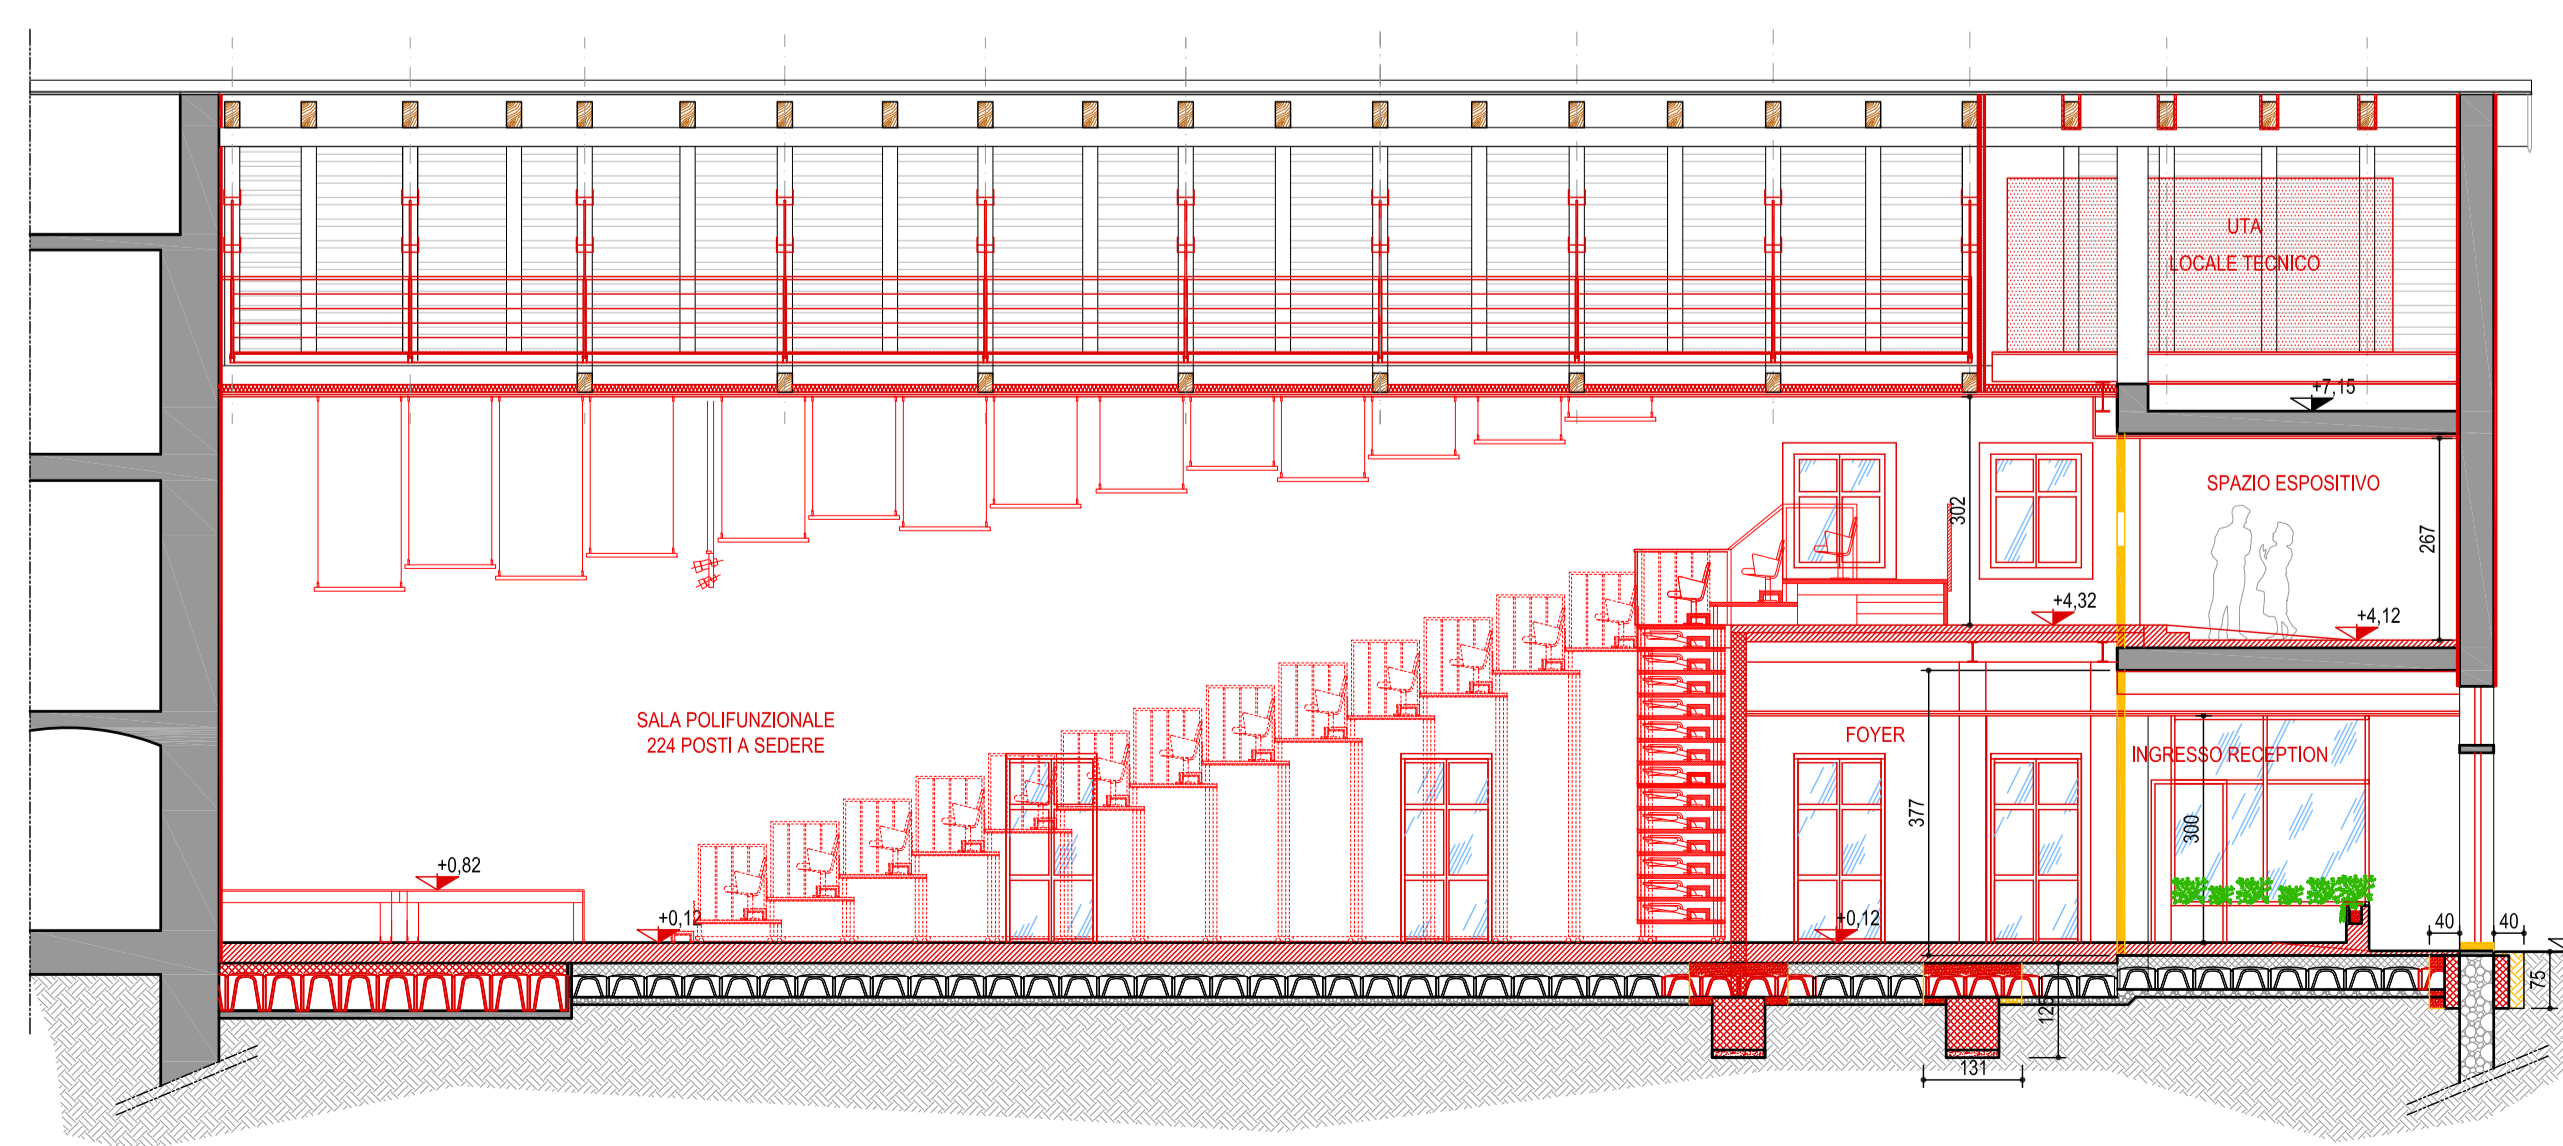 UTA
LOCALE TECNICO
+7,15
SPAZIO ESPOSITIVO
302
267
+4,32
+4,12
SALA POLIFUNZIONALE
224 POSTI A SEDERE
FOYER
INGRESSO RECEPTION
377
300
+0,82
+0,12
+0,12
40
40
75
131